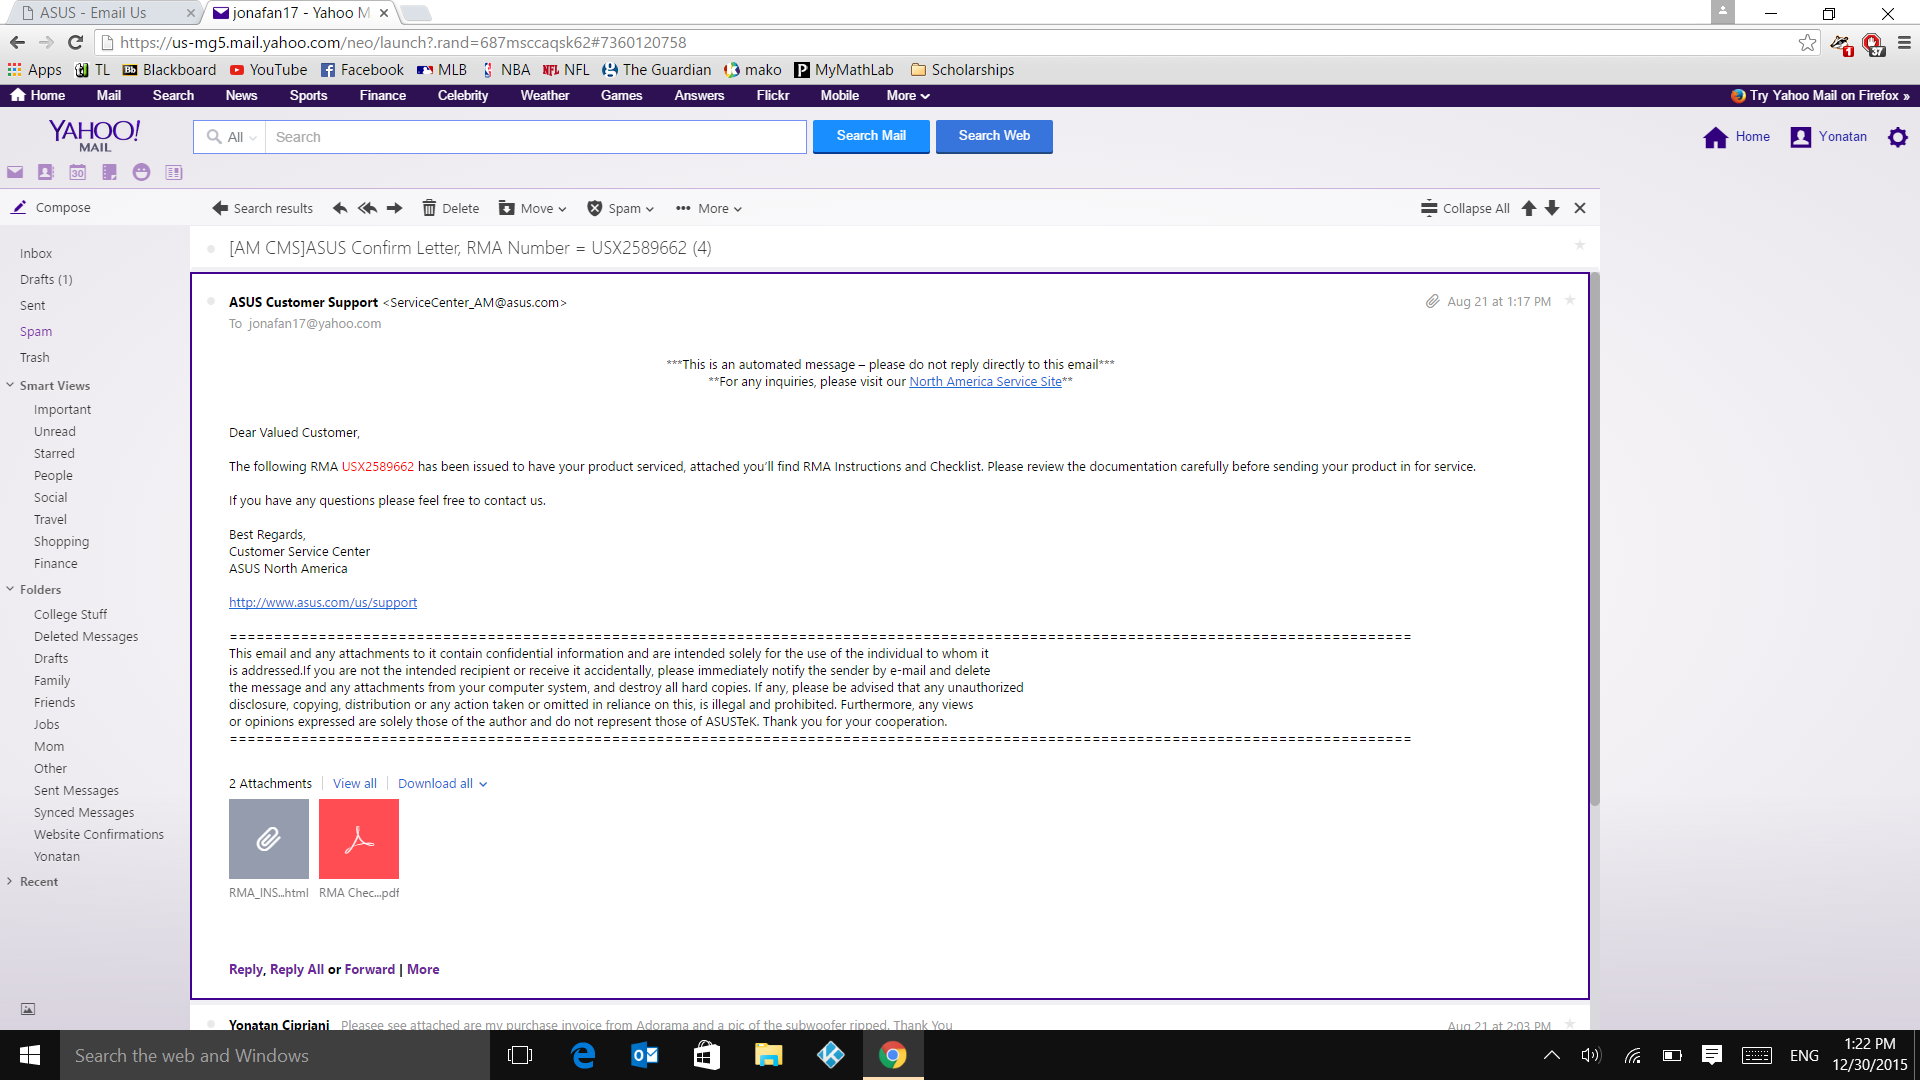 ASUS - Email Us
jonafan17 - Yahoo M
https://us-mg5.mail.yahoo.com/neo/launch?.rand=687msccaqsk62#7360120758
1
37
Apps TL Bb Blackboard YouTube Facebook MLB NBA NFL NFL The Guardian mako P MyMathLab Scholarships
Home Mail Search News Sports Finance Celebrity Weather Games Answers Flickr Mobile More Try Yahoo Mail on Firefox »
YAHOO!
MAIL
All Search Search Mail Search Web Home Yonatan
30
Compose
Search results Delete Move Spam ••• More Collapse All
[AM CMS]ASUS Confirm Letter, RMA Number = USX2589662 (4)
Inbox
Drafts (1)
Sent
Spam
Trash
Smart Views
Important
Unread
Starred
People
Social
Travel
Shopping
Finance
Folders
College Stuff
Deleted Messages
Drafts
Family
Friends
Jobs
Mom
Other
Sent Messages
Synced Messages
Website Confirmations
Yonatan
Recent
ASUS Customer Support <ServiceCenter_AM@asus.com> Aug 21 at 1:17 PM
To jonafan17@yahoo.com
***This is an automated message – please do not reply directly to this email***
**For any inquiries, please visit our North America Service Site**
Dear Valued Customer,
The following RMA USX2589662 has been issued to have your product serviced, attached you'll find RMA Instructions and Checklist. Please review the documentation carefully before sending your product in for service.
If you have any questions please feel free to contact us.
Best Regards,
Customer Service Center
ASUS North America
http://www.asus.com/us/support
====================================================================================================================================
This email and any attachments to it contain confidential information and are intended solely for the use of the individual to whom it
is addressed.If you are not the intended recipient or receive it accidentally, please immediately notify the sender by e-mail and delete
the message and any attachments from your computer system, and destroy all hard copies. If any, please be advised that any unauthorized
disclosure, copying, distribution or any action taken or omitted in reliance on this, is illegal and prohibited. Furthermore, any views
or opinions expressed are solely those of the author and do not represent those of ASUSTeK. Thank you for your cooperation.
====================================================================================================================================
2 Attachments View all Download all
RMA_INS...html RMA Chec...pdf
Reply, Reply All or Forward | More
Yonatan Cipriani Pleasee see attached are my purchase invoice from Adorama and a pic of the subwoofer ripped. Thank You Aug 21 at 2:03 PM
Search the web and Windows
ENG
1:22 PM
12/30/2015